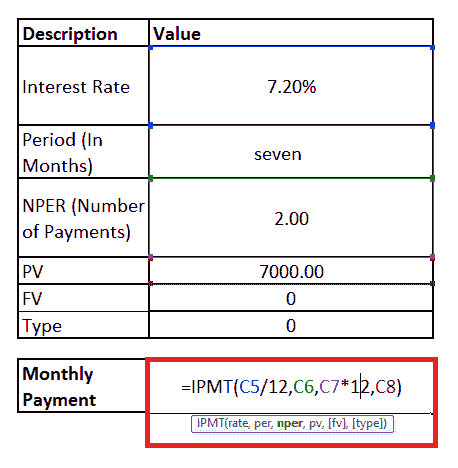 Description Value
Interest Rate 7.20%
Period (In
Months) seven
NPER (Number
of Payments) 2.00
PV 7000.00
FV 0
Type 0
Monthly
Payment =IPMT(C5/12,C6,C7*12,C8)
IPMT(rate, per, nper, pv, [fv], [type])